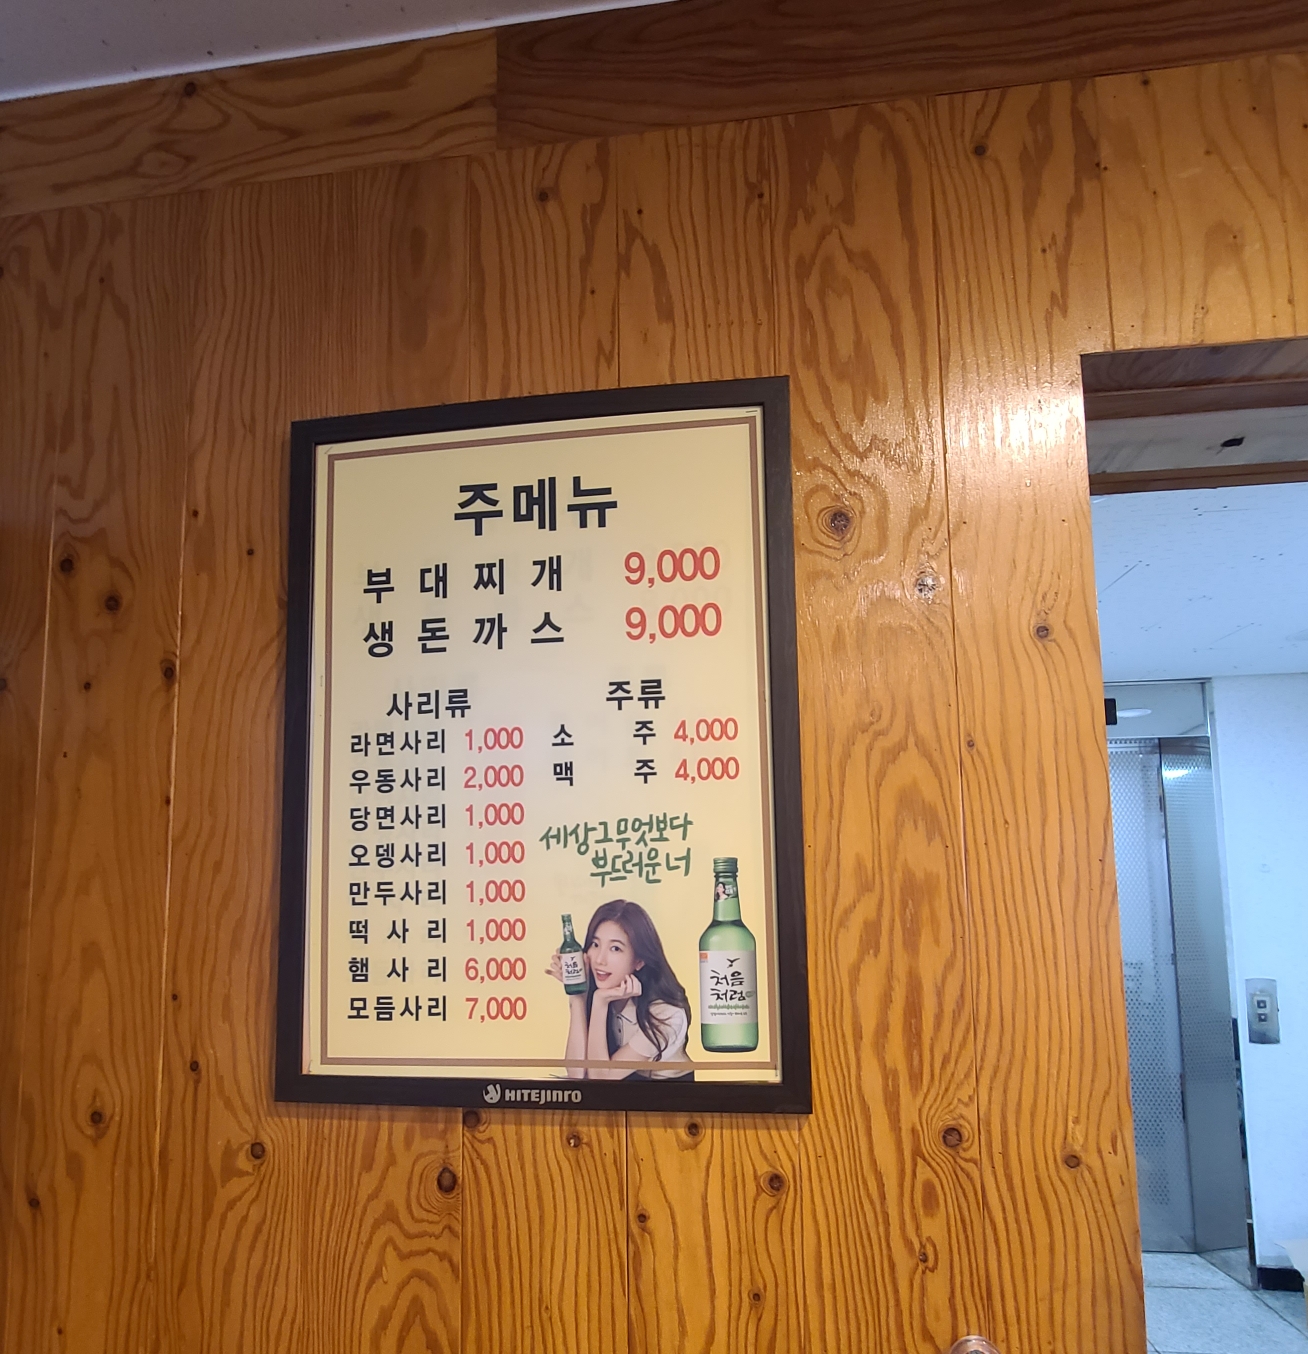 주메뉴
부대찌개 9,000
생돈까스 9,000
사리류
라면사리 1,000
우동사리 2,000
당면사리 1,000
오뎅사리 1,000
만두사리 1,000
떡사리 1,000
햄사리 6,000
모듬사리 7,000
주류
소주 4,000
맥주 4,000
세상그무엇보다
부드러운너
처음
처럼
처음
처럼
HITEJINRO